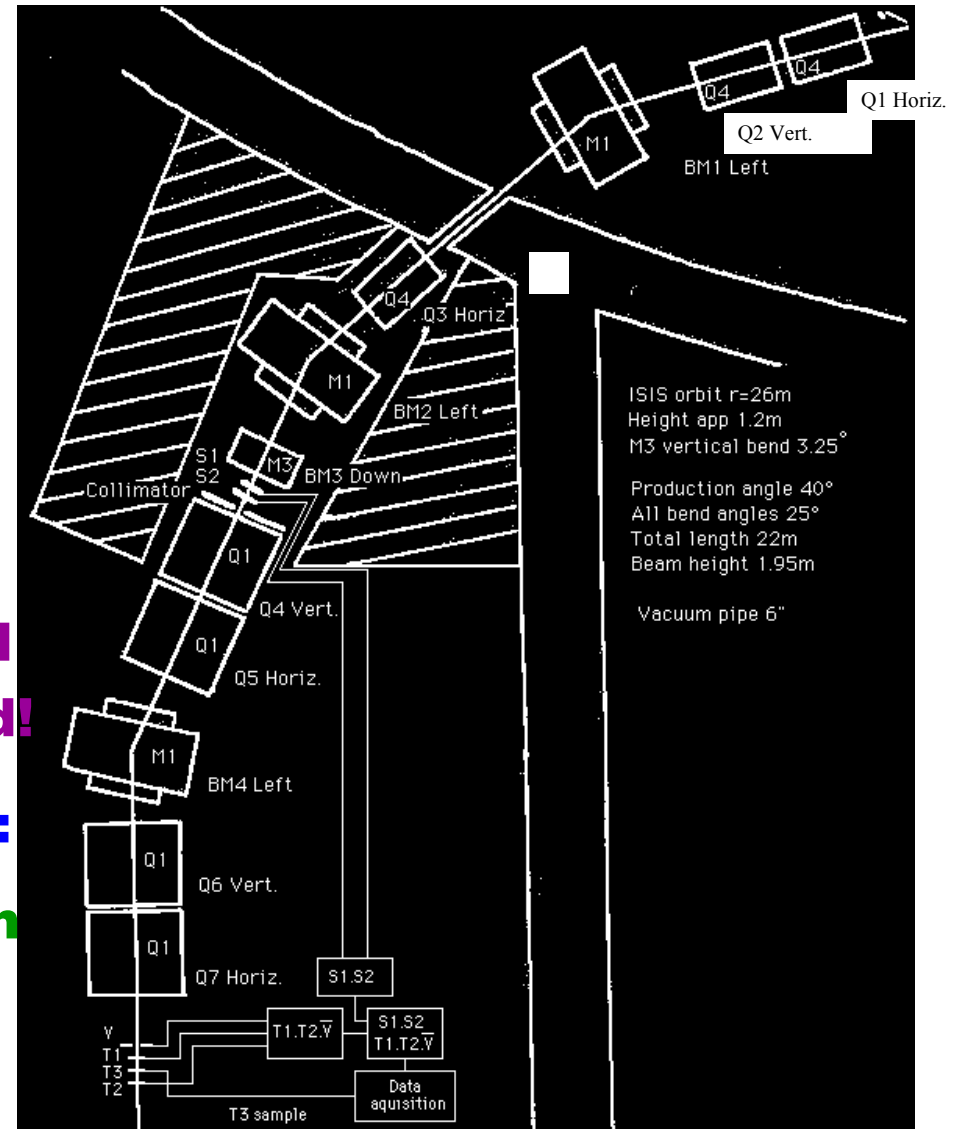 Q4
Q4
Q1 Horiz.
Q2 Vert.
M1
BM1 Left
Q4
Q3 Horiz
M1
BM2 Left
ISIS orbit r=26m
Height app 1.2m
M3 vertical bend 3.25°
S1
S2
M3
BM3 Down
Collimator
Production angle 40°
All bend angles 25°
Total length 22m
Beam height 1.95m
Q1
Q4 Vert.
Vacuum pipe 6"
Q1
Q5 Horiz.
d!
M1
BM4 Left
=
Q1
Q6 Vert.
n
Q1
Q7 Horiz.
S1.S2
V
T1
T3
T2
T1.T2.V̅
S1.S2
T1.T2.V̅
Data
aquisition
T3 sample